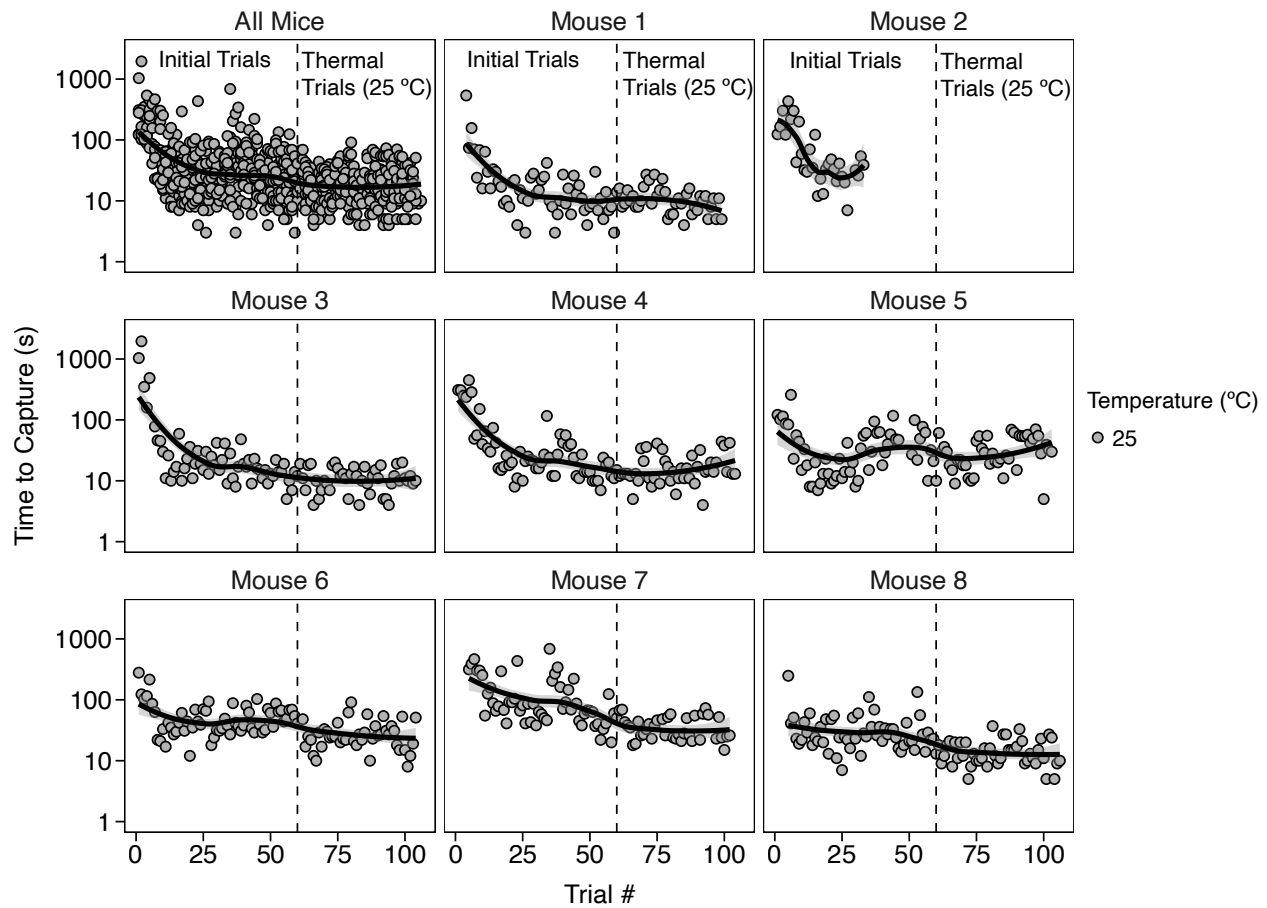 All Mice
Mouse 1
Mouse 2
Initial Trials
Thermal
Trials (25 ºC)
Initial Trials
Thermal
Trials (25 ºC)
Initial Trials
Thermal
Trials (25 ºC)
1000
100
10
1
Mouse 3
Mouse 4
Mouse 5
Time to Capture (s)
1000
100
10
1
Temperature (ºC)
25
Mouse 6
Mouse 7
Mouse 8
1000
100
10
1
0 25 50 75 100
0 25 50 75 100
0 25 50 75 100
Trial #